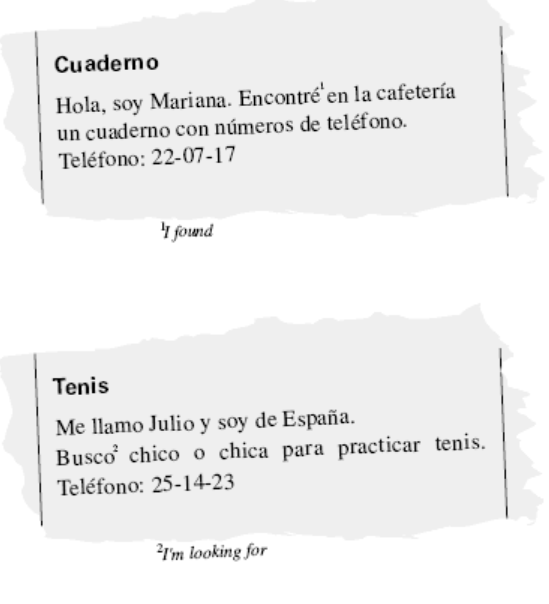 Cuaderno
Hola, soy Mariana. Encontré¹ en la cafetería
un cuaderno con números de teléfono.
Teléfono: 22-07-17
¹I found
Tenis
Me llamo Julio y soy de España.
Busco² chico o chica para practicar tenis.
Teléfono: 25-14-23
²I'm looking for